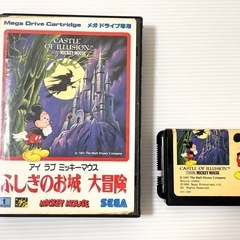 Mega Drive Cartridge
メガドライブ専用
CASTLE OF ILLUSION
STARRING MICKEY MOUSE
アイ ラブ ミッキーマウス
ふしぎのお城 大冒険
MICKEY MOUSE
SEGA
CASTLE OF ILLUSION
STARRING MICKEY MOUSE